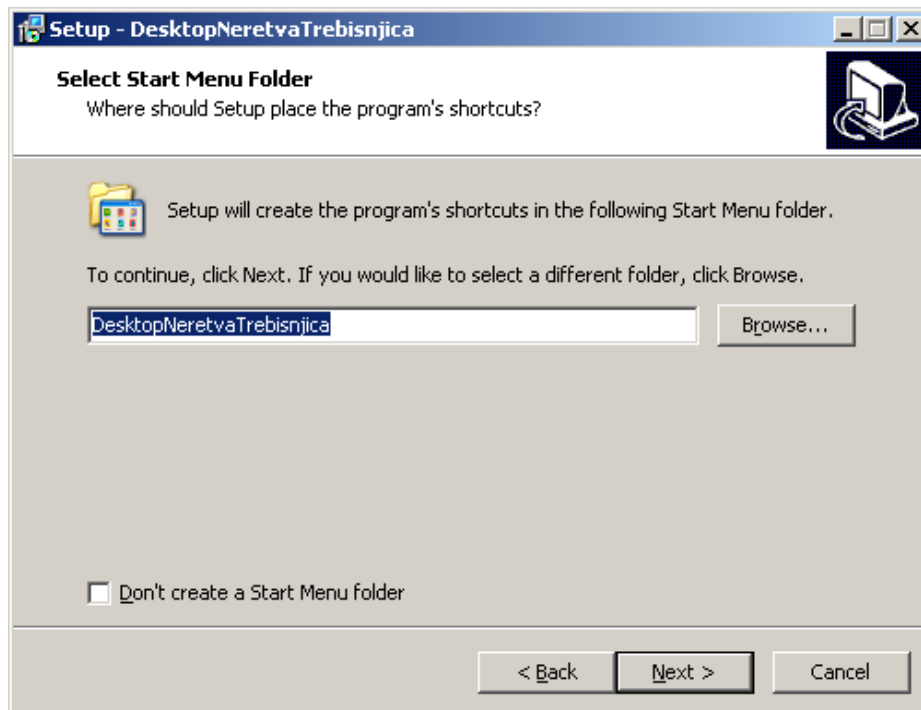 Setup - DesktopNeretvaTrebisnjica
Select Start Menu Folder
Where should Setup place the program's shortcuts?
Setup will create the program's shortcuts in the following Start Menu folder.
To continue, click Next. If you would like to select a different folder, click Browse.
DesktopNeretvaTrebisnjica
Browse...
Don't create a Start Menu folder
< Back
Next >
Cancel